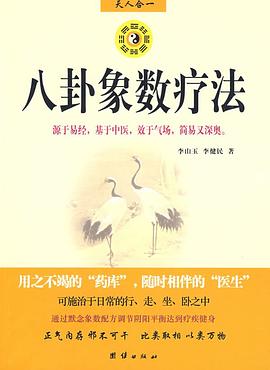 天人合一
八卦象数疗法
源于易经，基于中医，效于气场，简易又深奥。
李山玉 李健民 著
用之不竭的“药库”，随时相伴的“医生”
可施治于日常的行、走、坐、卧之中
通过默念象数配方调节阴阳平衡达到疗疾健身
正气内存 邪不可干 比类取相 以类万物
团结出版社